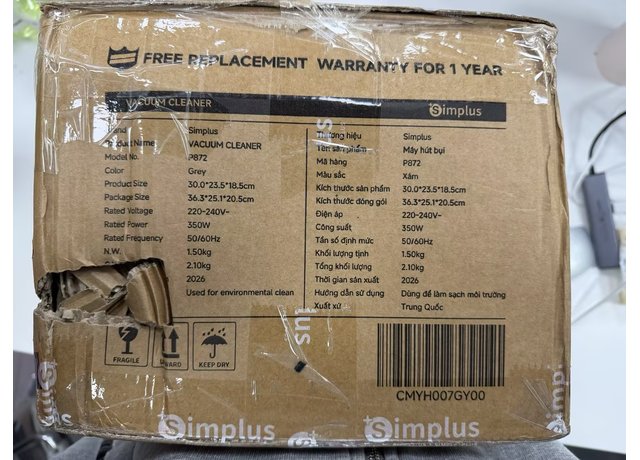 FREE REPLACEMENT WARRANTY FOR 1 YEAR
VACUUM CLEANER
Simplus
Brand Simplus
Product Name VACUUM CLEANER
Model No. P872
Color Grey
Product Size 30.0*23.5*18.5cm
Package Size 36.3*25.1*20.5cm
Rated Voltage 220-240V~
Rated Power 350W
Rated Frequency 50/60Hz
N.W. 1.50kg
2.10kg
2026
Used for environmental clean
Thương hiệu Simplus
Tên sản phẩm Máy hút bụi
Mã hàng P872
Màu sắc Xám
Kích thước sản phẩm 30.0*23.5*18.5cm
Kích thước đóng gói 36.3*25.1*20.5cm
Điện áp 220-240V~
Công suất 350W
Tần số định mức 50/60Hz
Khối lượng tịnh 1.50kg
Tổng khối lượng 2.10kg
Thời gian sản xuất 2026
Hướng dẫn sử dụng Dùng để làm sạch môi trường
Xuất xứ Trung Quốc
FRAGILE
KEEP DRY
CMYH007GY00
Simplus
Simplus